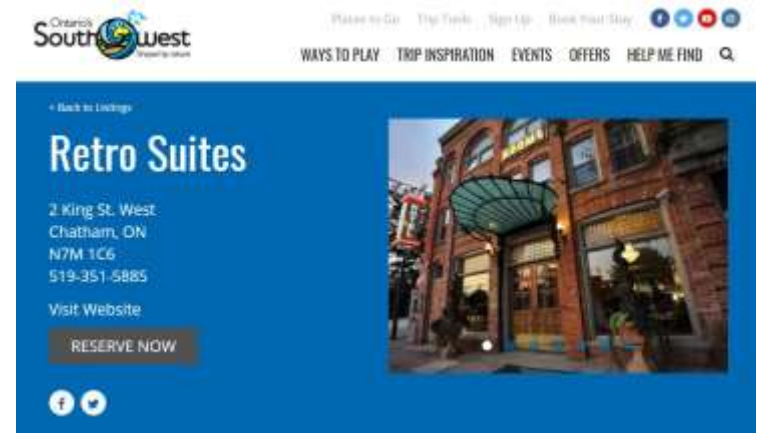 Ontario's
Southwest
Places to Go Trip Tools Sign Up Book Your Stay
WAYS TO PLAY TRIP INSPIRATION EVENTS OFFERS HELP ME FIND
< Back to Listings
Retro Suites
2 King St. West
Chatham, ON
N7M 1C6
519-351-5885
Visit Website
RESERVE NOW
ROOMS